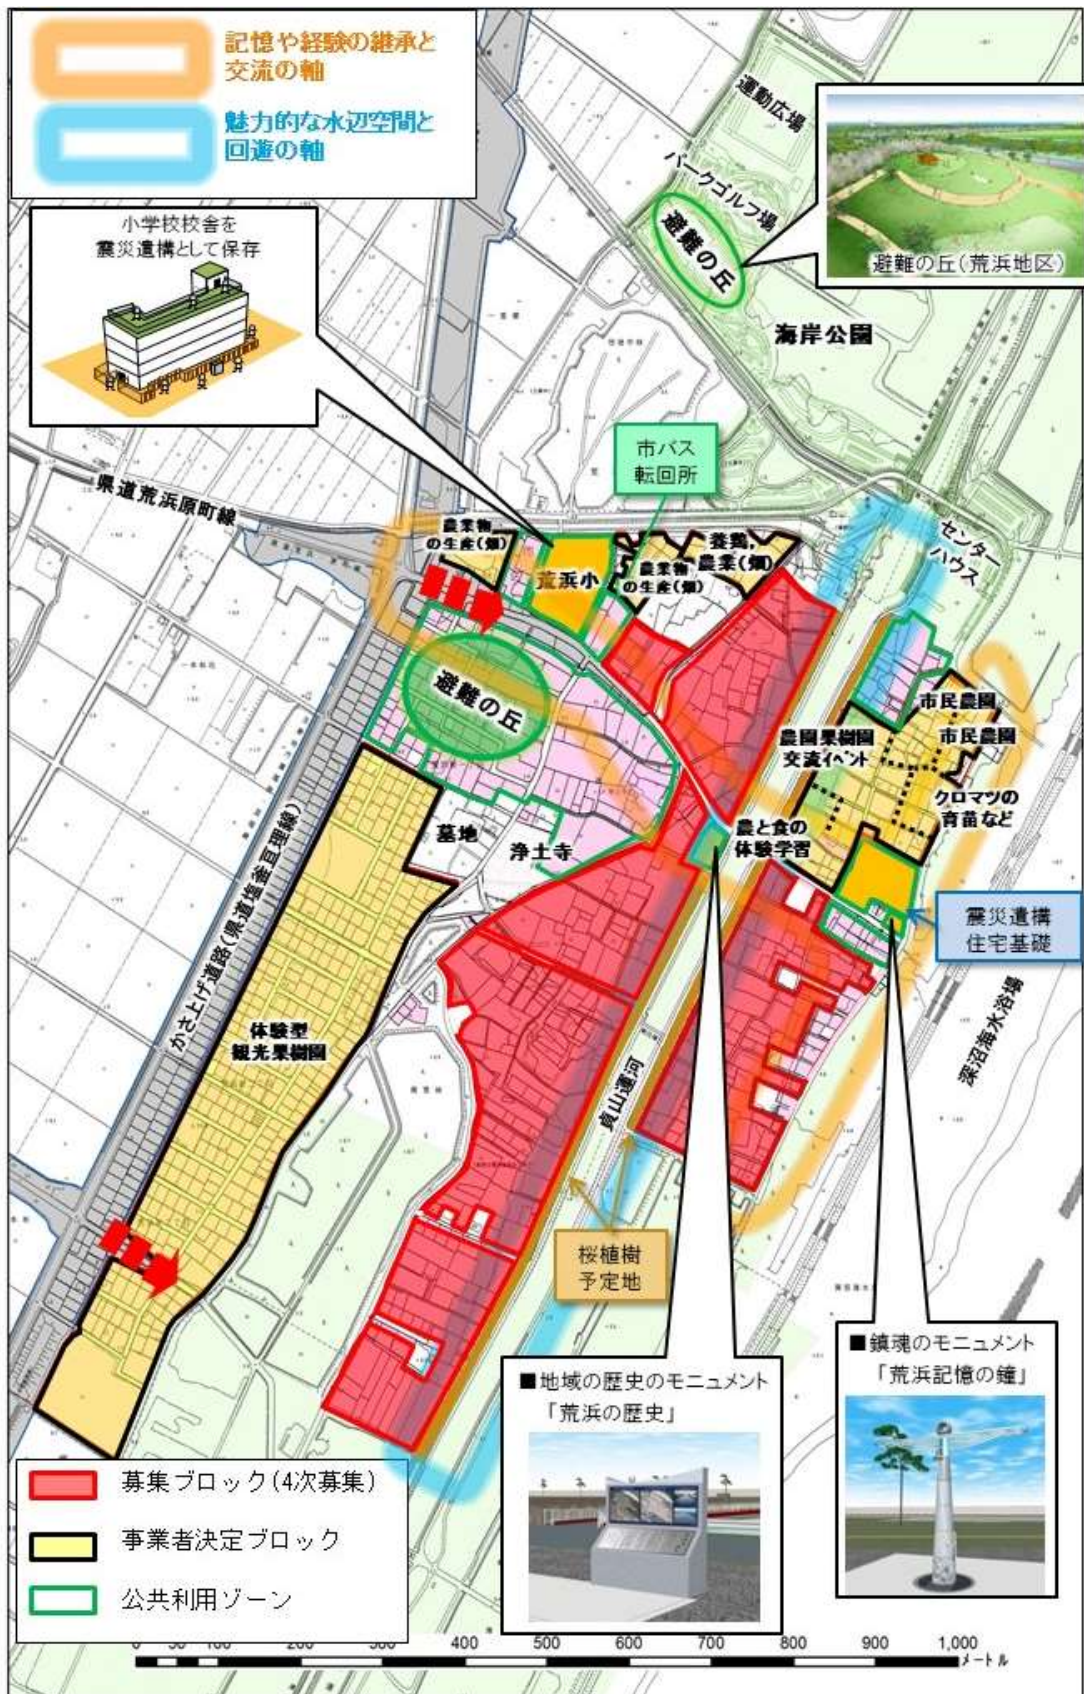 記憶や経験の継承と
交流の軸
魅力的な水辺空間と
回遊の軸
小学校校舎を
震災遺構として保存
運動広場
パークゴルフ場
避難の丘
避難の丘(荒浜地区)
海岸公園
市バス
転回所
県道荒浜原町線
農業物
の生産(畑)
荒浜小
農業物
の生産(畑)
養鶏,
農業(畑)
センター
ハウス
避難の丘
市民農園
市民農園
農園果樹園
交流イベント
クロマツの
育苗など
農と食の
体験学習
墓地
浄土寺
震災遺構
住宅基礎
かさ上げ道路(県道塩釜亘理線)
体験型
観光果樹園
貞山運河
深沼海水浴場
桜植樹
予定地
■地域の歴史のモニュメント
「荒浜の歴史」
■鎮魂のモニュメント
「荒浜記憶の鐘」
募集ブロック(4次募集)
事業者決定ブロック
公共利用ゾーン
0 50 100 200 300 400 500 600 700 800 900 1,000
メートル